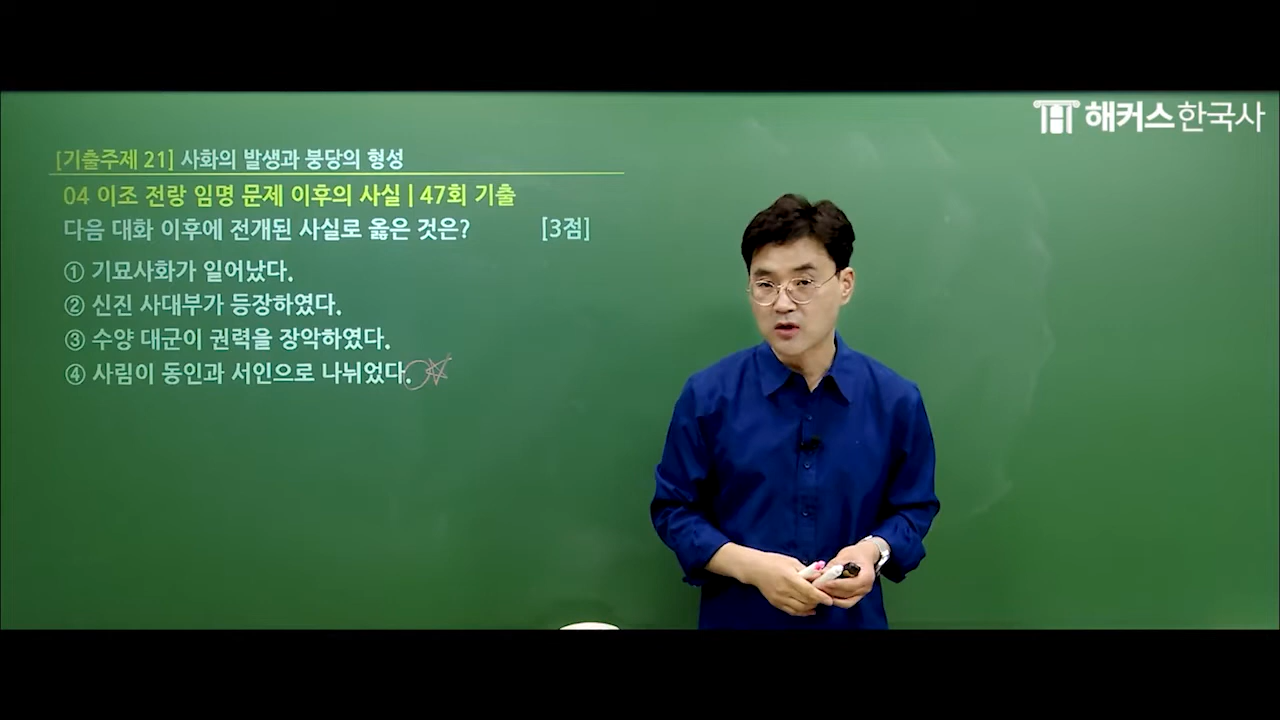 해커스한국사
[기출주제 21] 사화의 발생과 붕당의 형성
04 이조 전랑 임명 문제 이후의 사실 | 47회 기출
다음 대화 이후에 전개된 사실로 옳은 것은? [3점]
① 기묘사화가 일어났다.
② 신진 사대부가 등장하였다.
③ 수양 대군이 권력을 장악하였다.
④ 사림이 동인과 서인으로 나뉘었다.